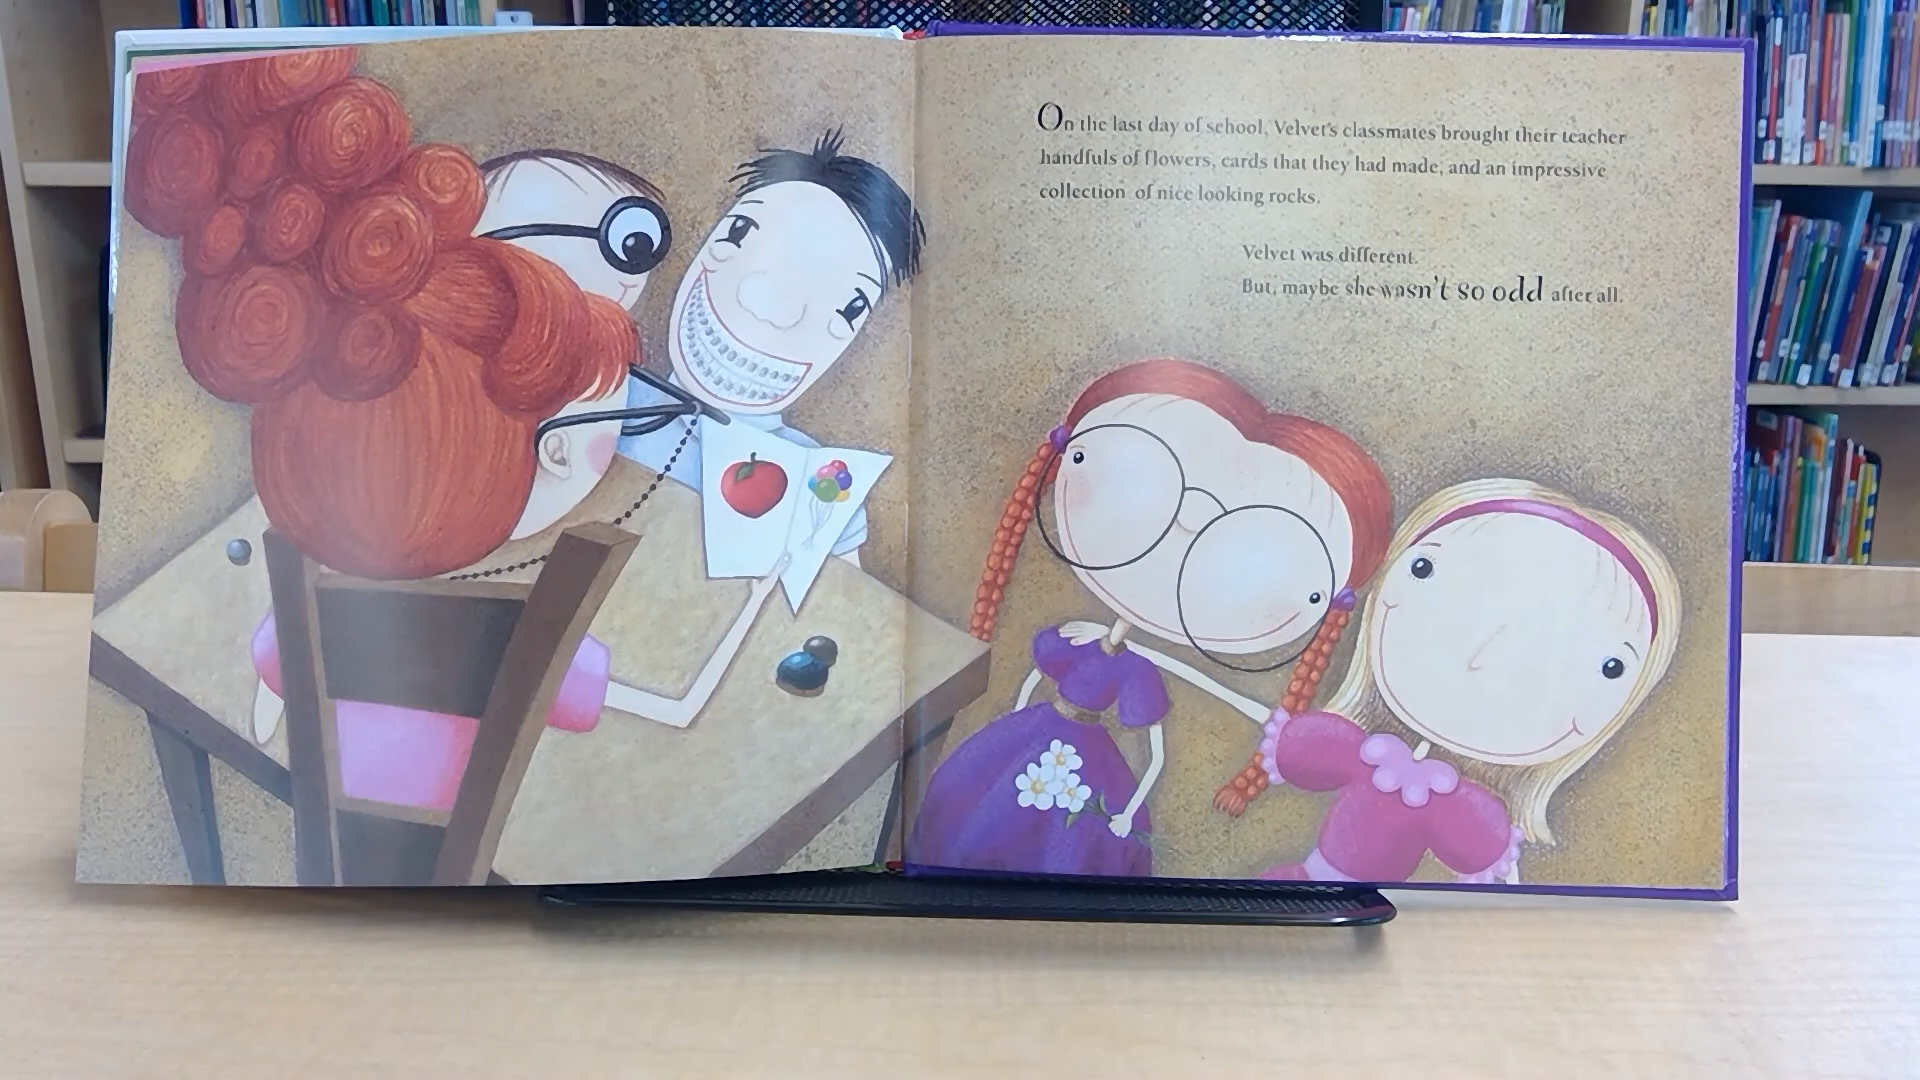 On the last day of school, Velvet's classmates brought their teacher
handfuls of flowers, cards that they had made, and an impressive
collection of nice looking rocks.
Velvet was different.
But, maybe she wasn't so odd after all.